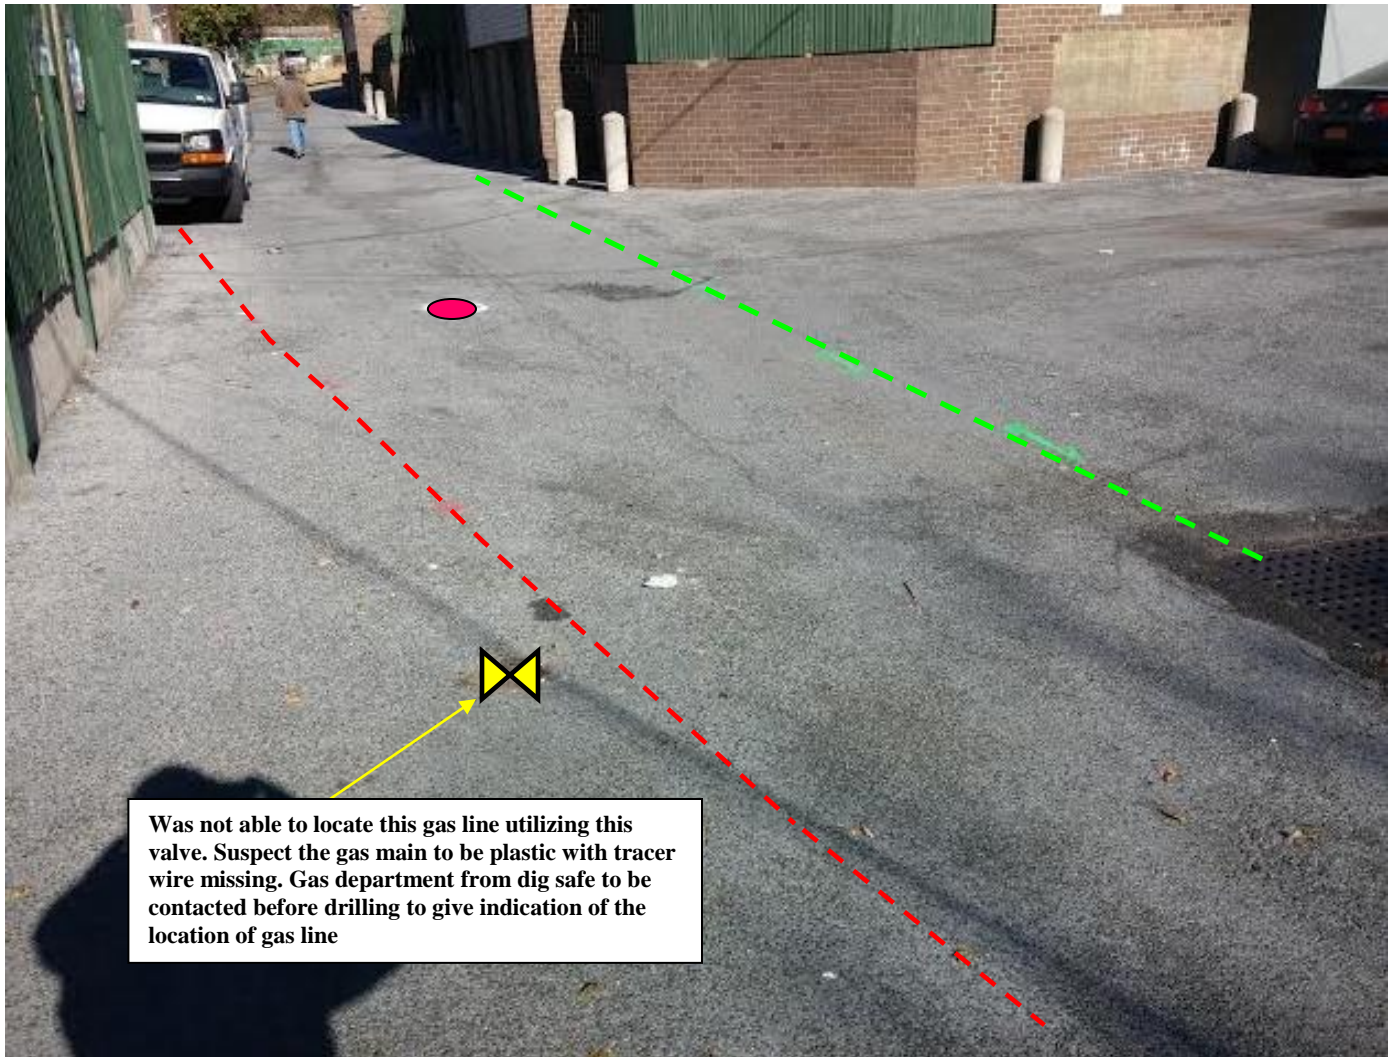 Was not able to locate this gas line utilizing this
valve. Suspect the gas main to be plastic with tracer
wire missing. Gas department from dig safe to be
contacted before drilling to give indication of the
location of gas line